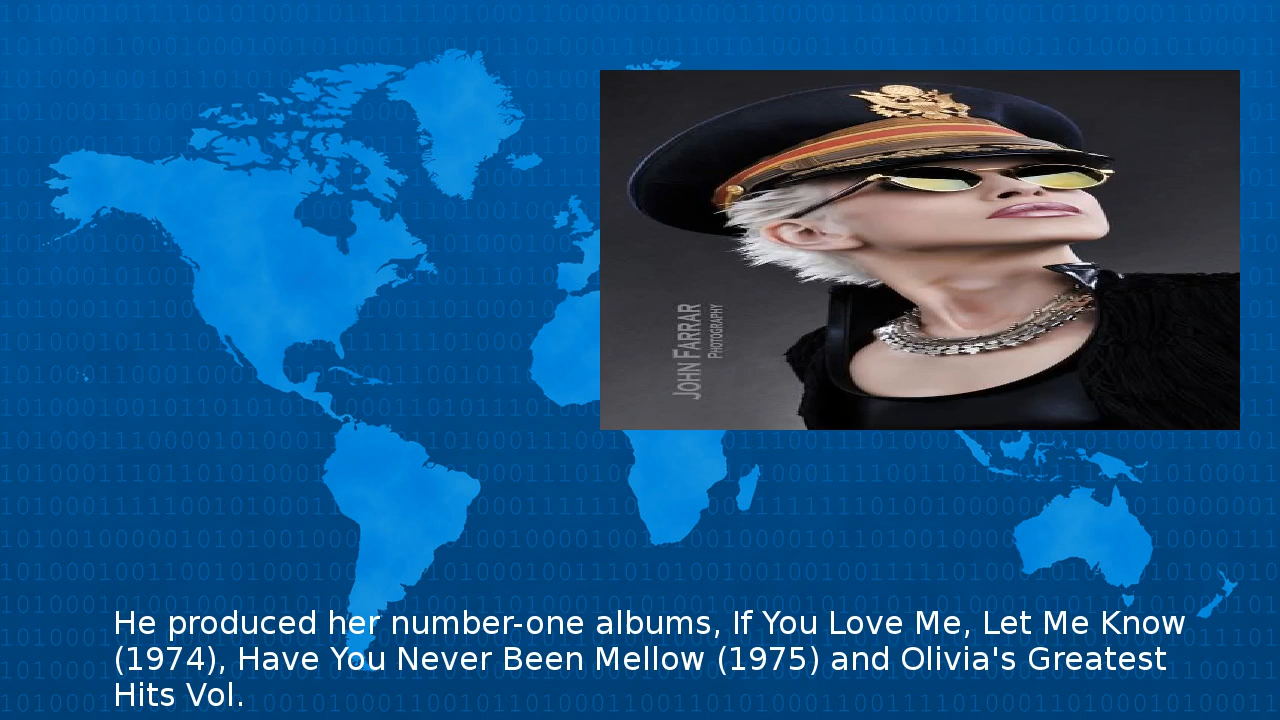 JOHN FARRAR
PHOTOGRAPHY
He produced her number-one albums, If You Love Me, Let Me Know
(1974), Have You Never Been Mellow (1975) and Olivia's Greatest
Hits Vol.